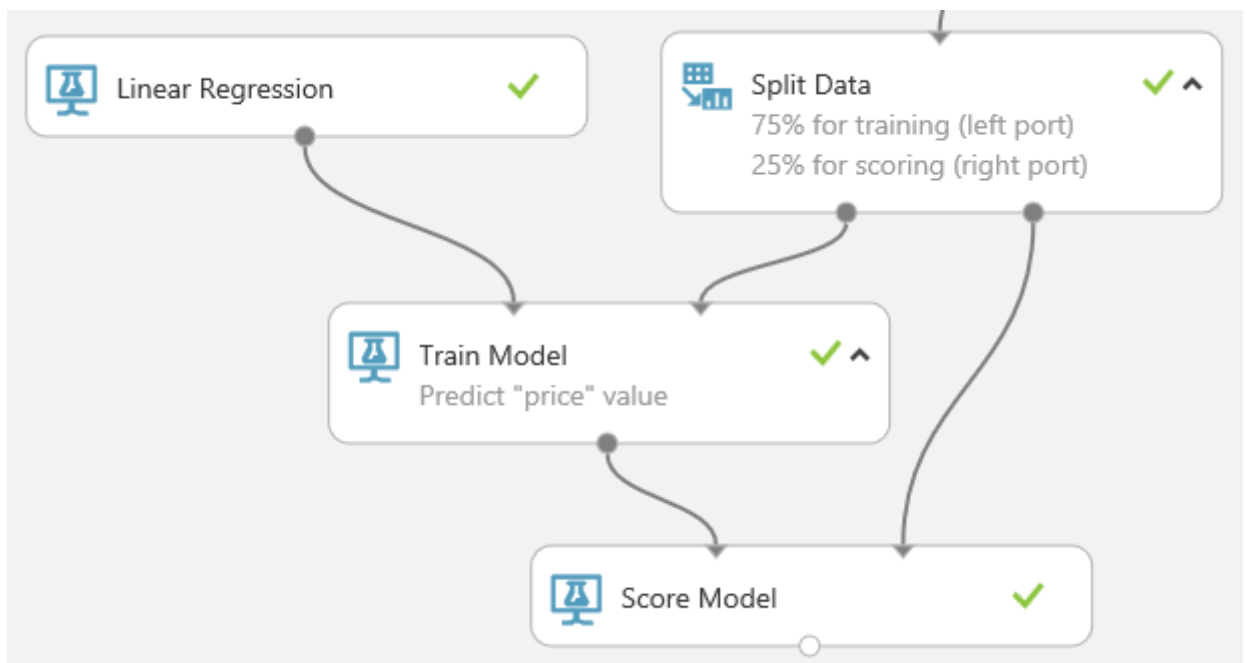 Linear Regression
Split Data
75% for training (left port)
25% for scoring (right port)
Train Model
Predict "price" value
Score Model